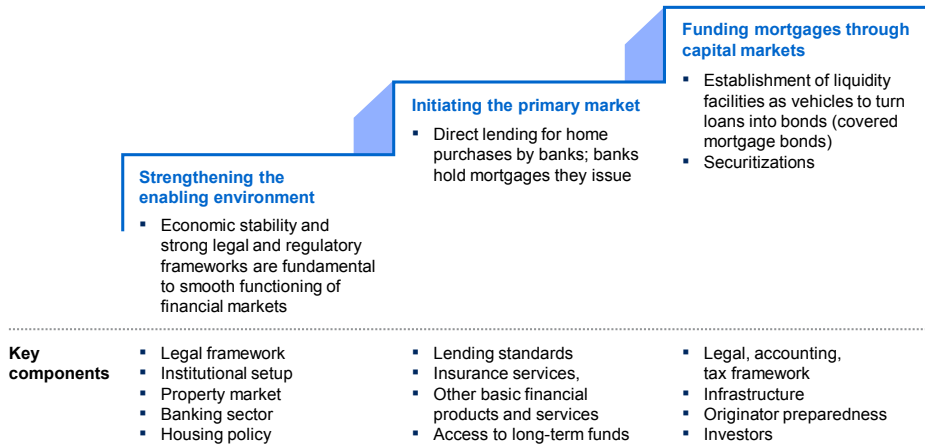 Funding mortgages through
capital markets
▪ Establishment of liquidity
facilities as vehicles to turn
loans into bonds (covered
mortgage bonds)
▪ Securitizations
Initiating the primary market
▪ Direct lending for home
purchases by banks; banks
hold mortgages they issue
Strengthening the
enabling environment
▪ Economic stability and
strong legal and regulatory
frameworks are fundamental
to smooth functioning of
financial markets
Key
components
▪ Legal framework
▪ Institutional setup
▪ Property market
▪ Banking sector
▪ Housing policy
▪ Lending standards
▪ Insurance services,
▪ Other basic financial
products and services
▪ Access to long-term funds
▪ Legal, accounting,
tax framework
▪ Infrastructure
▪ Originator preparedness
▪ Investors